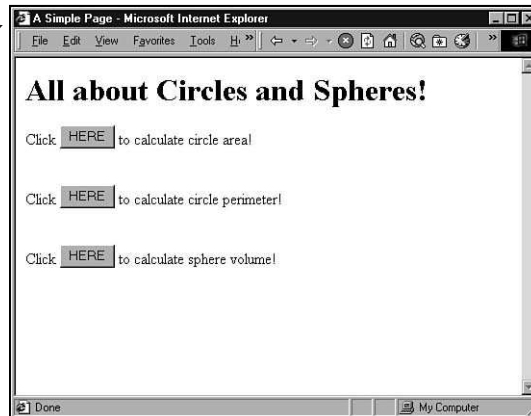 A Simple Page - Microsoft Internet Explorer
File Edit View Favorites Tools »  »
All about Circles and Spheres!
Click HERE to calculate circle area!
Click HERE to calculate circle perimeter!
Click HERE to calculate sphere volume!
Done My Computer